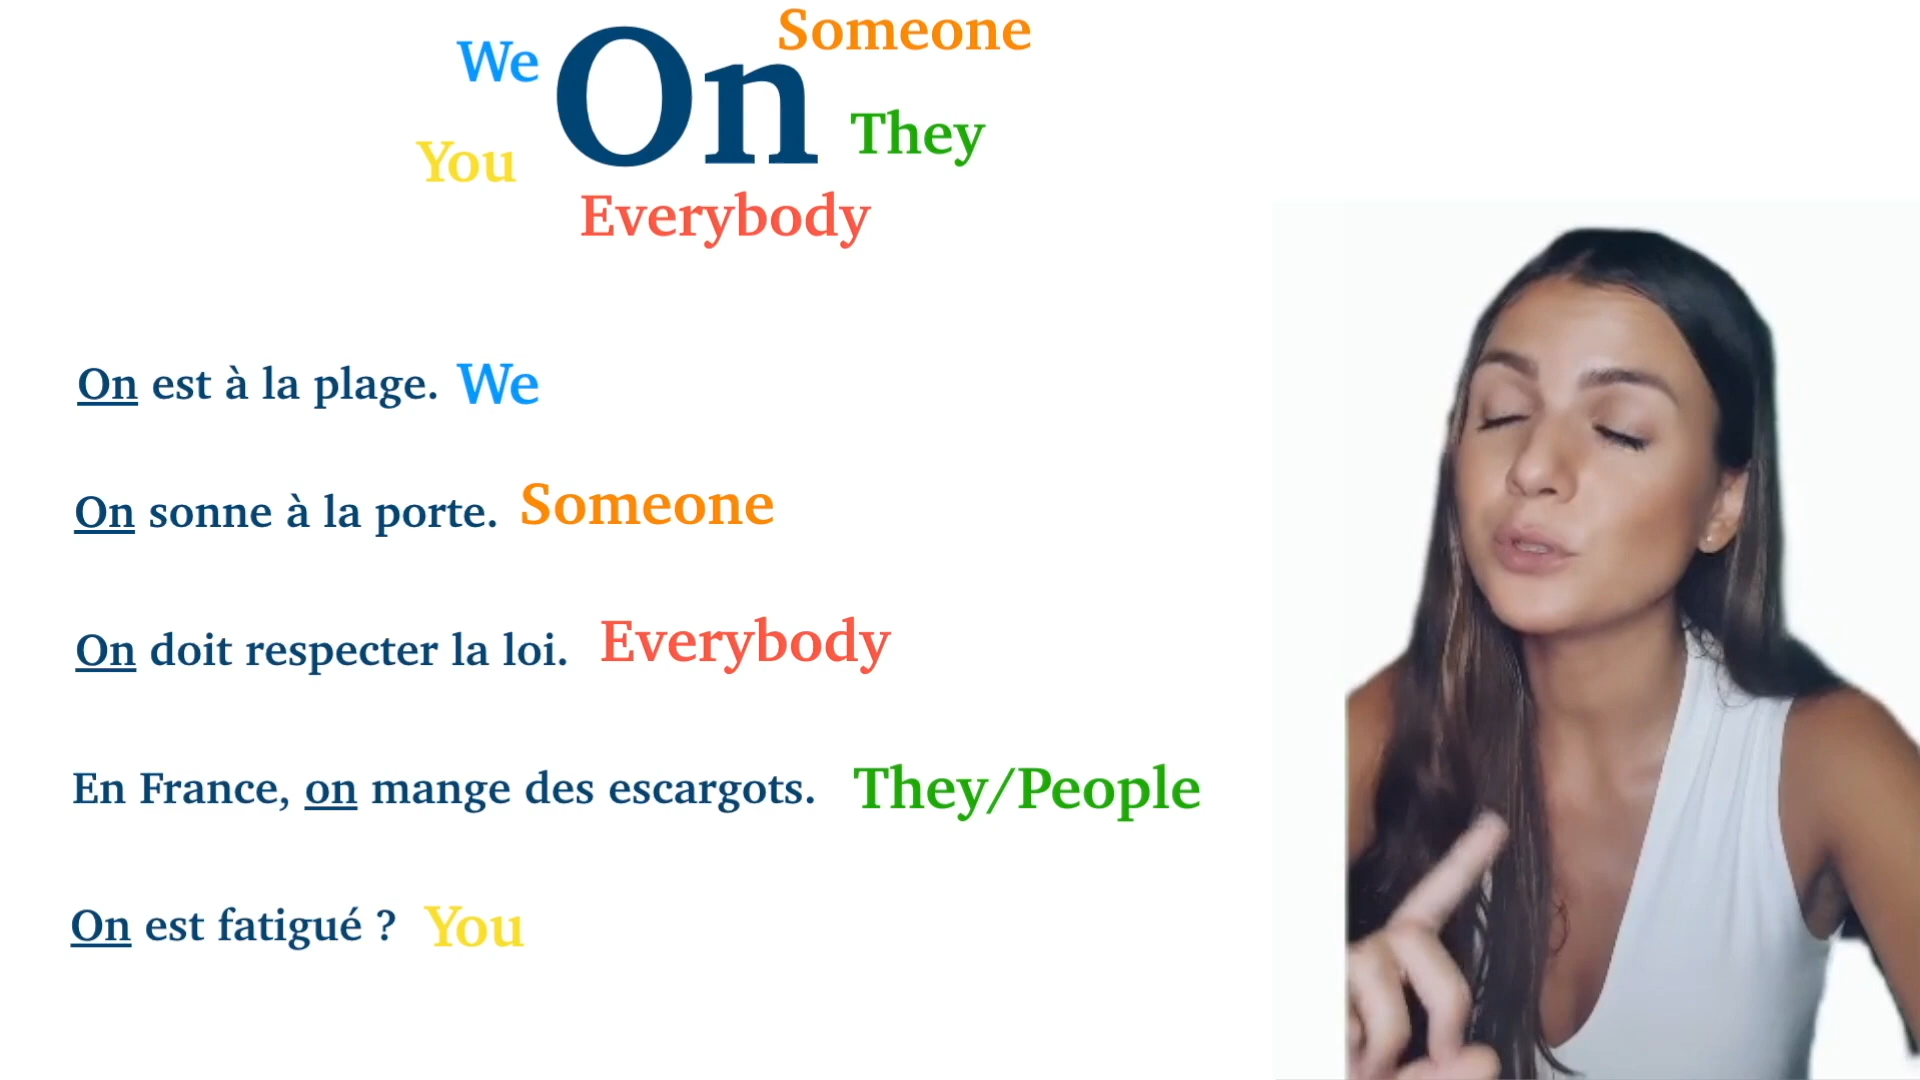 We On Someone
They
You
Everybody
On est à la plage. We
On sonne à la porte. Someone
On doit respecter la loi. Everybody
En France, on mange des escargots. They/People
On est fatigué ? You